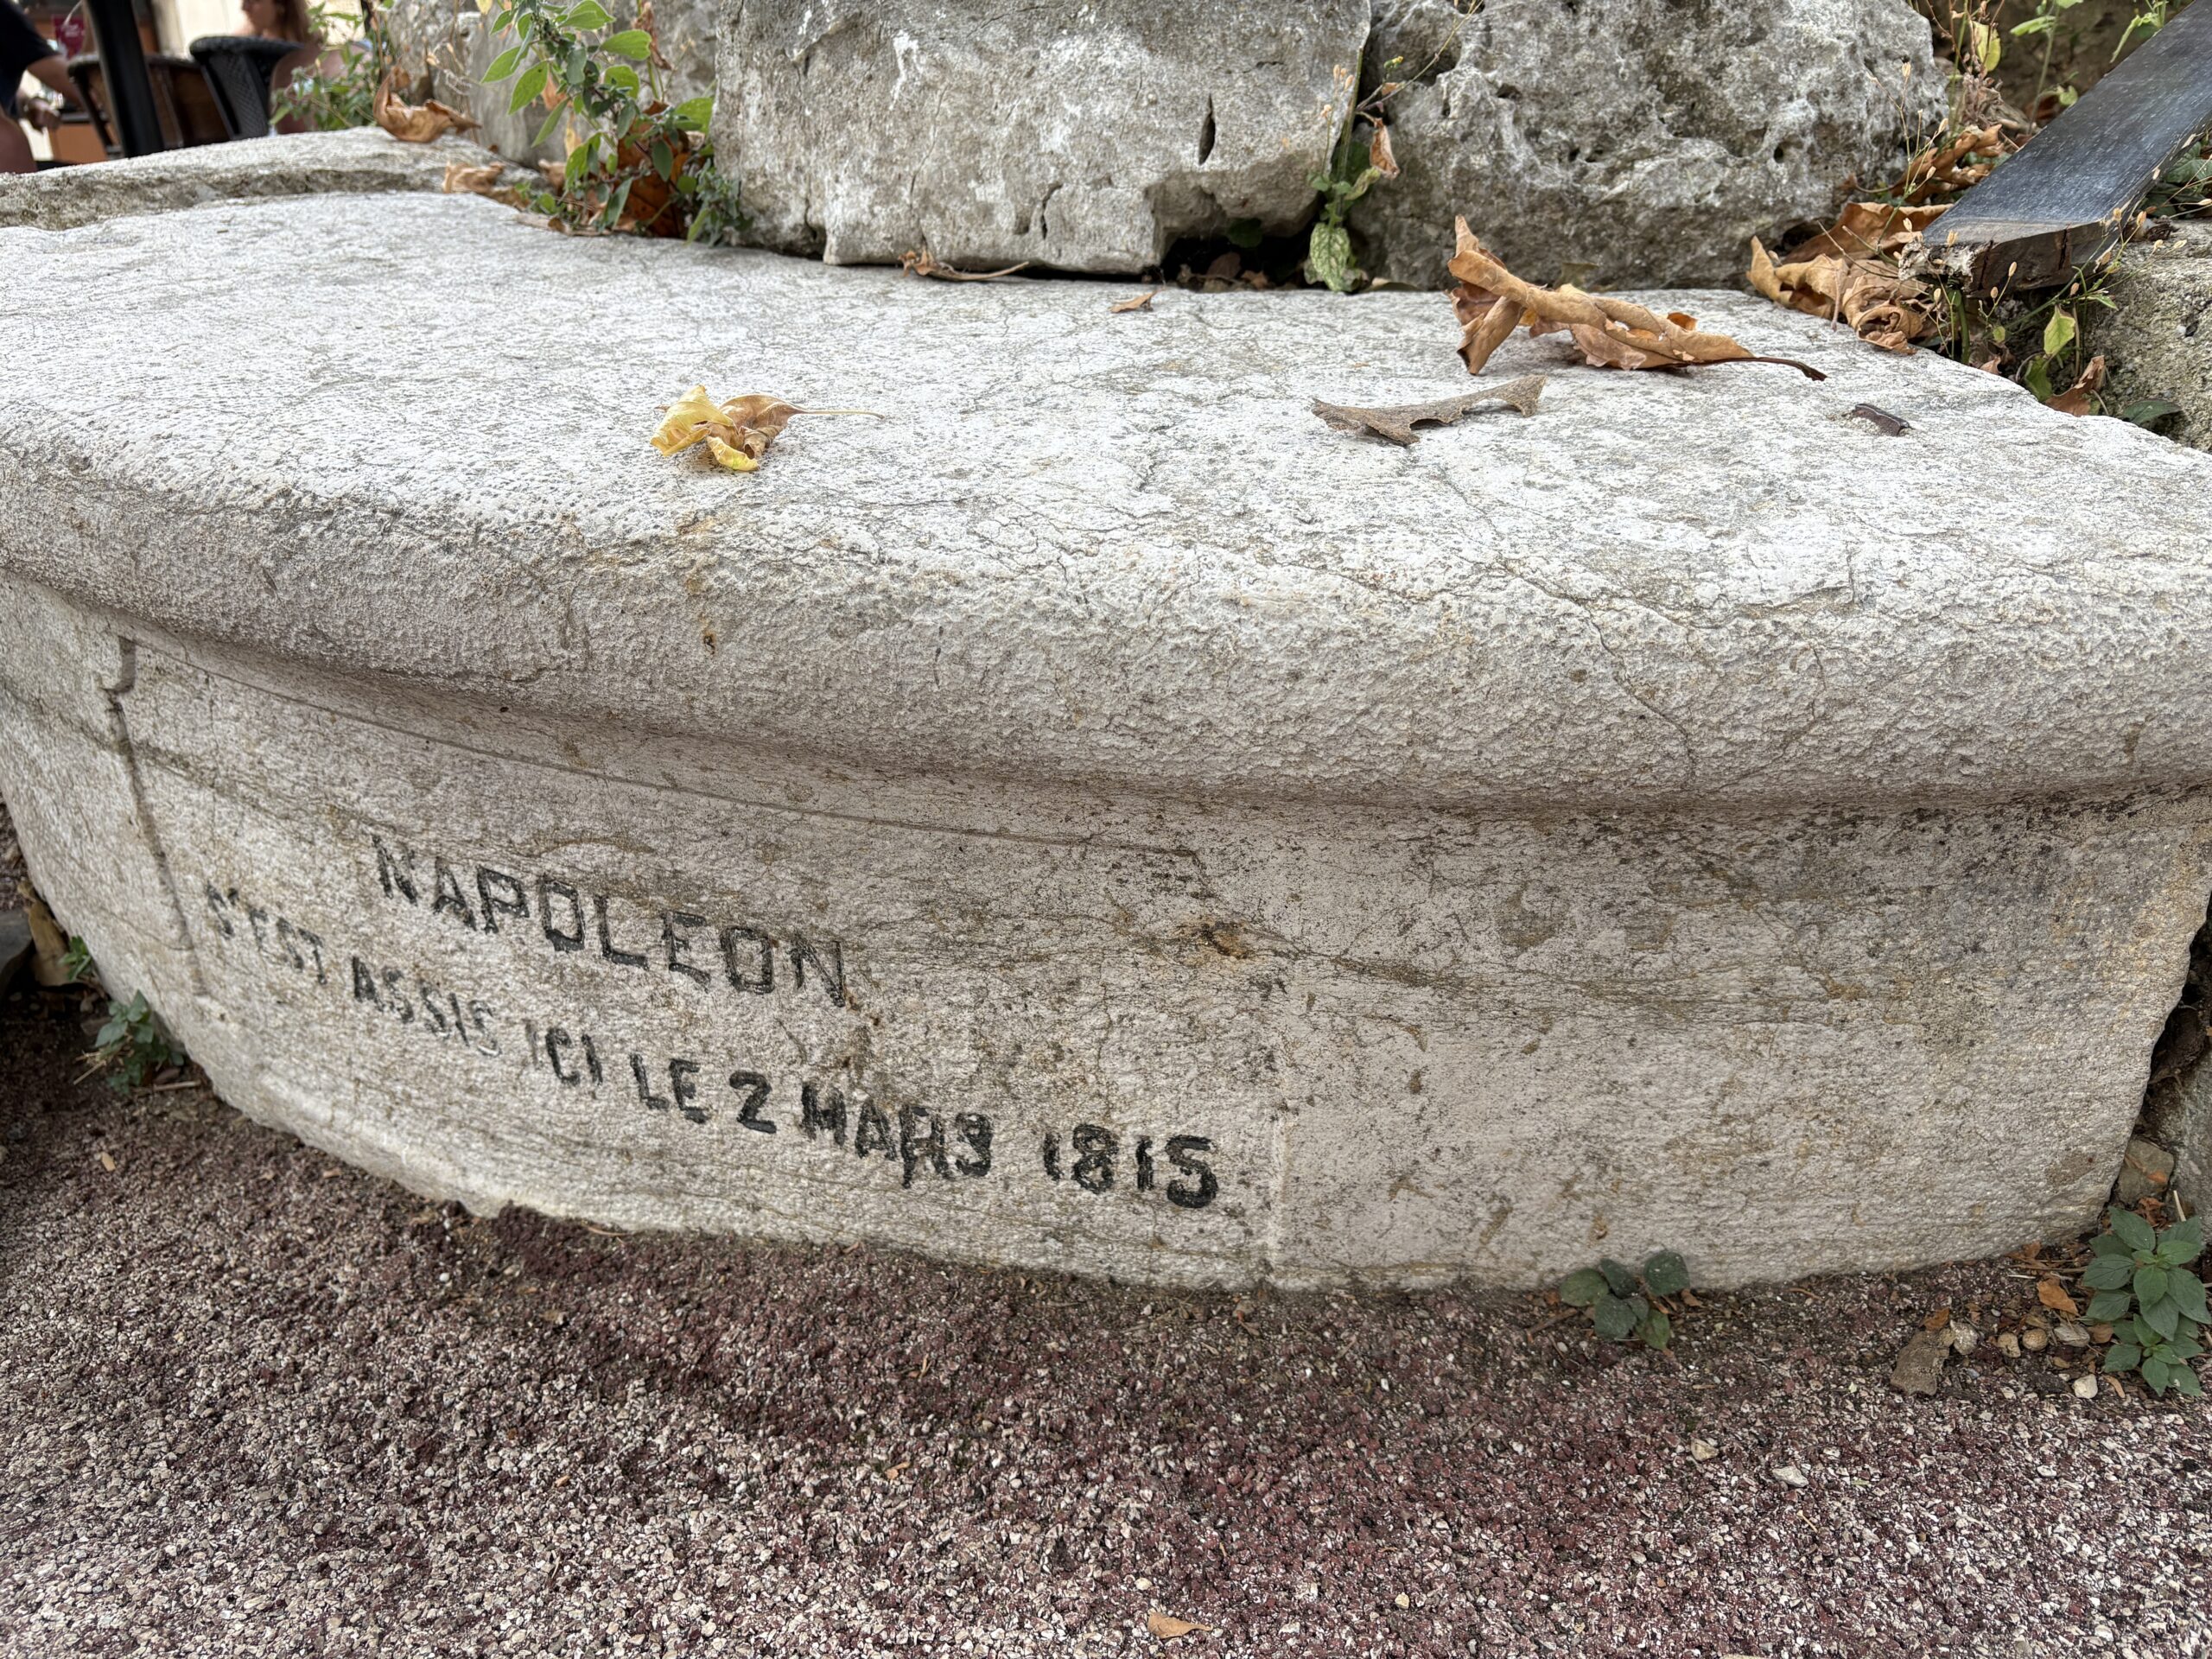 NAPOLEON
S'EST ASSIS ICI LE 2 MARS 1815